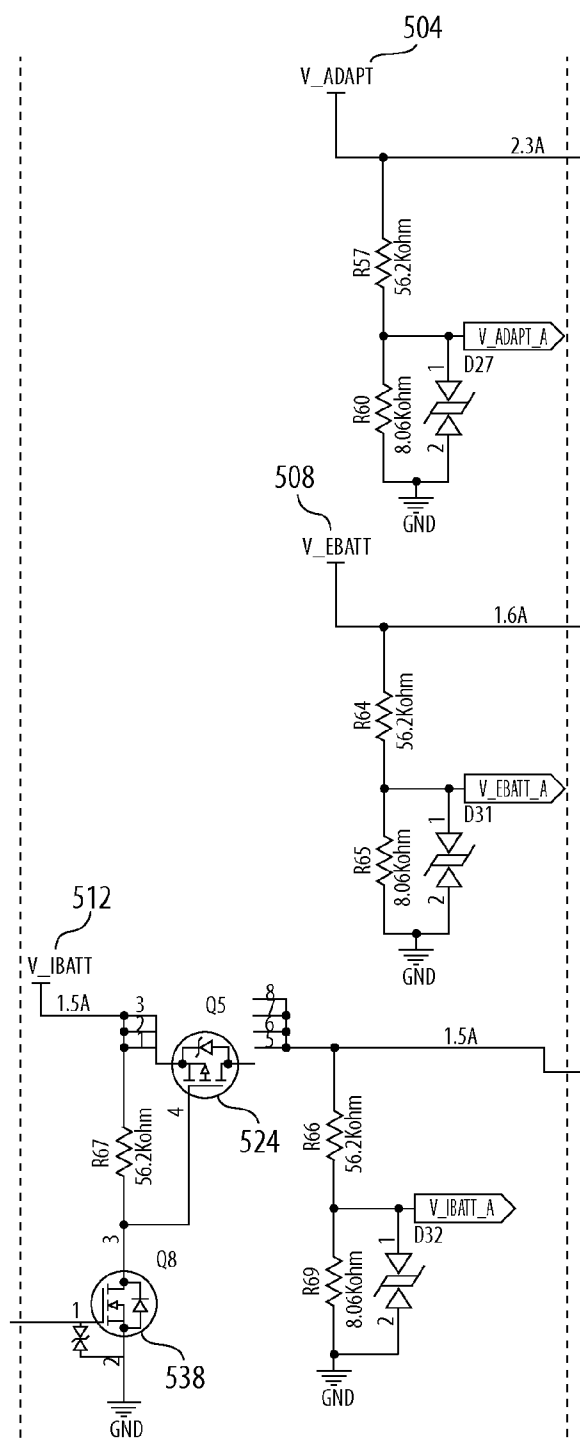 504
V_ADAPT
2.3A
R57
56.2Kohm
V_ADAPT_A
D27
1
2
R60
8.06Kohm
GND
508
V_EBATT
1.6A
R64
56.2Kohm
V_EBATT_A
D31
1
2
R65
8.06Kohm
GND
512
V_IBATT
1.5A
3
2
1
Q5
8
7
6
5
1.5A
4
524
R67
56.2Kohm
R66
56.2Kohm
V_IBATT_A
D32
1
2
R69
8.06Kohm
GND
3
Q8
1
2
538
GND